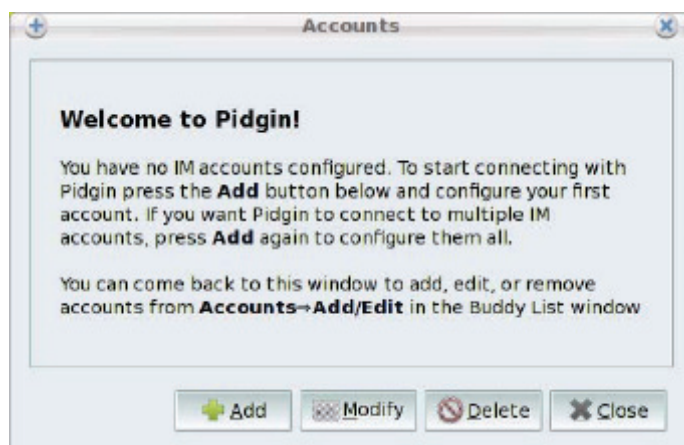 Accounts
Welcome to Pidgin!
You have no IM accounts configured. To start connecting with
Pidgin press the Add button below and configure your first
account. If you want Pidgin to connect to multiple IM
accounts, press Add again to configure them all.
You can come back to this window to add, edit, or remove
accounts from Accounts→Add/Edit in the Buddy List window
Add Modify Delete Close